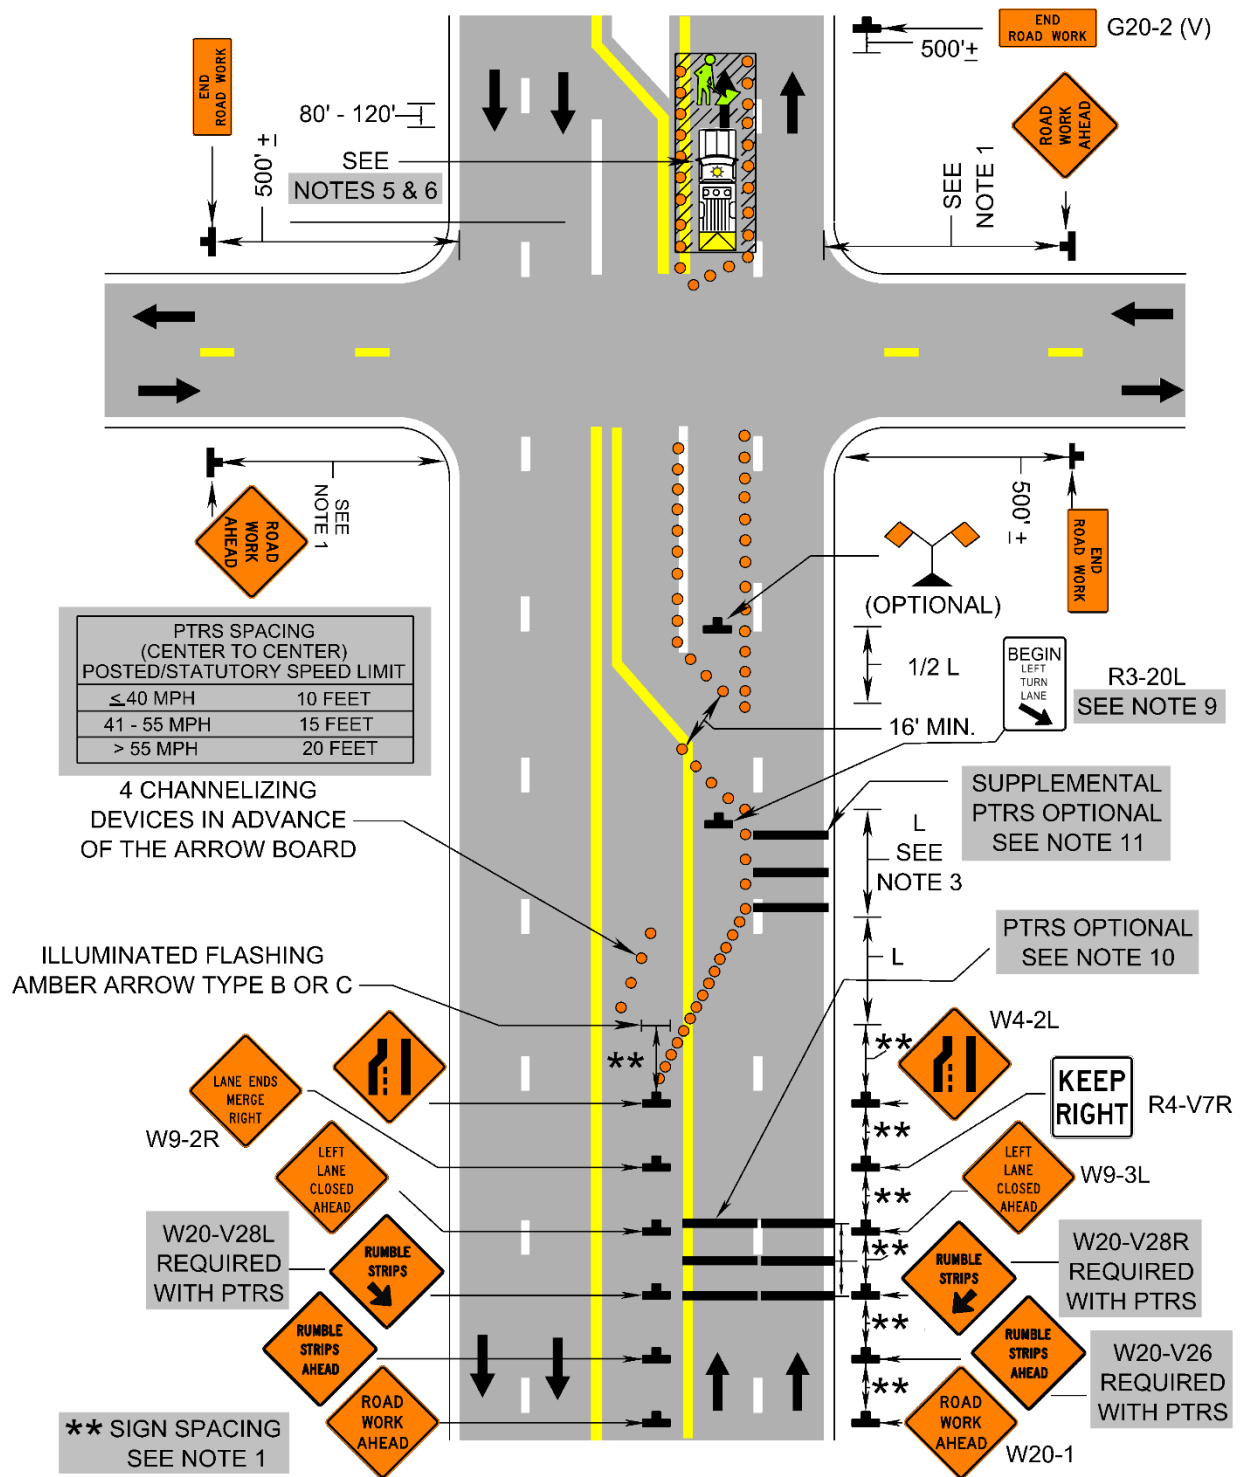 END
ROAD WORK
G20-2 (V)
500'±
END
ROAD WORK
80' - 120'
500' ±
SEE
NOTES 5 & 6
ROAD
WORK
AHEAD
SEE
NOTE 1
SEE
NOTE 1
ROAD
WORK
AHEAD
500' ±
END
ROAD WORK
(OPTIONAL)
PTRS SPACING
(CENTER TO CENTER)
POSTED/STATUTORY SPEED LIMIT
≤40 MPH 10 FEET
41 - 55 MPH 15 FEET
> 55 MPH 20 FEET
1/2 L
BEGIN
LEFT
TURN
LANE
R3-20L
SEE NOTE 9
16' MIN.
4 CHANNELIZING
DEVICES IN ADVANCE
OF THE ARROW BOARD
SUPPLEMENTAL
PTRS OPTIONAL
SEE NOTE 11
L
SEE
NOTE 3
PTRS OPTIONAL
SEE NOTE 10
L
ILLUMINATED FLASHING
AMBER ARROW TYPE B OR C
**
**
W4-2L
LANE ENDS
MERGE
RIGHT
W9-2R
KEEP
RIGHT
R4-V7R
**
LEFT
LANE
CLOSED
AHEAD
**
LEFT
LANE
CLOSED
AHEAD
W9-3L
W20-V28L
REQUIRED
WITH PTRS
RUMBLE
STRIPS
**
RUMBLE
STRIPS
W20-V28R
REQUIRED
WITH PTRS
RUMBLE
STRIPS
AHEAD
**
RUMBLE
STRIPS
AHEAD
W20-V26
REQUIRED
WITH PTRS
ROAD
WORK
AHEAD
**
ROAD
WORK
AHEAD
W20-1
** SIGN SPACING
SEE NOTE 1